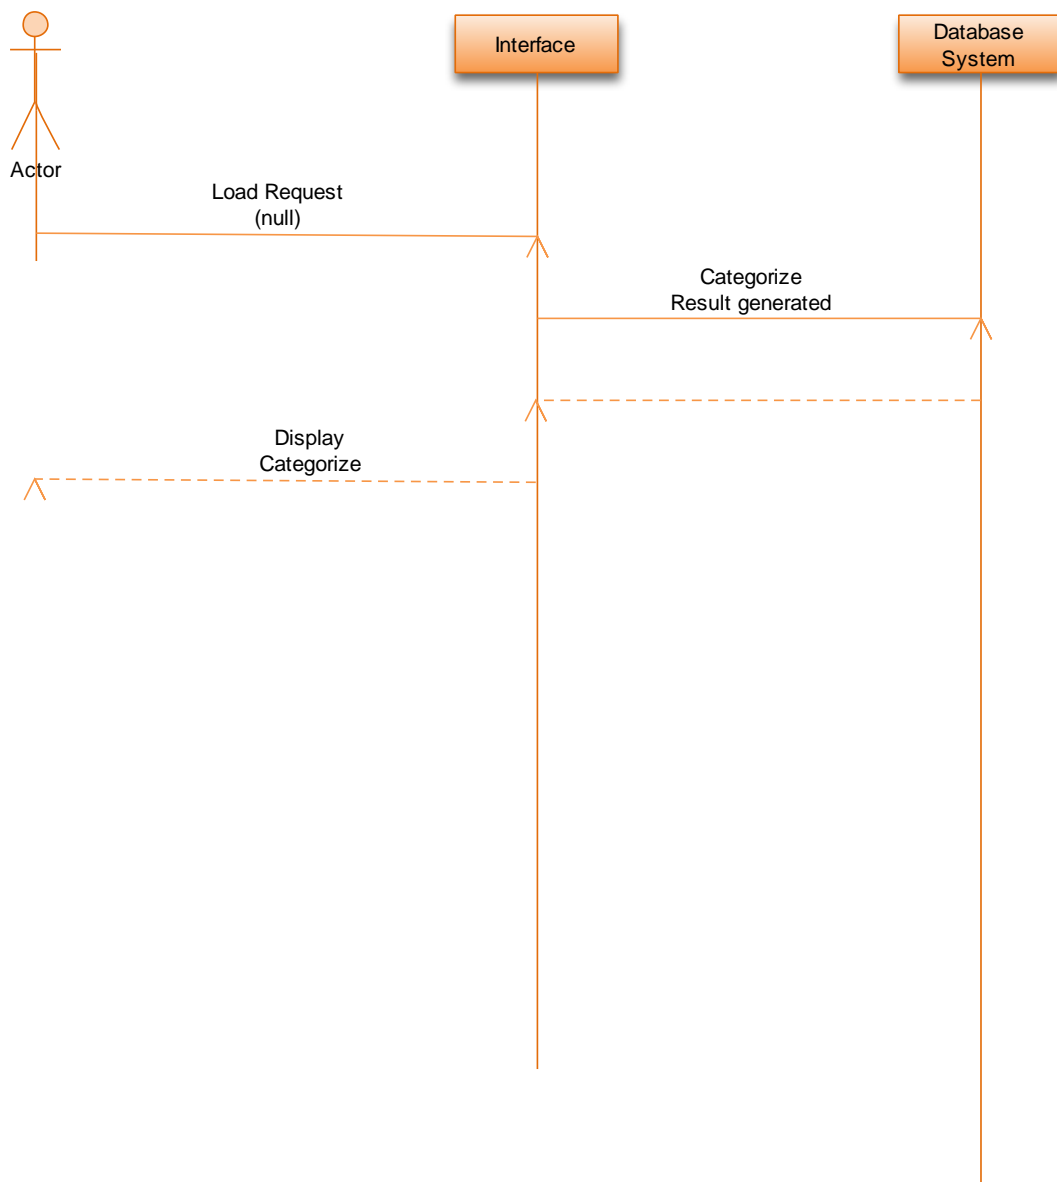 Interface
Database
System
Actor
Load Request
(null)
Categorize
Result generated
Display
Categorize